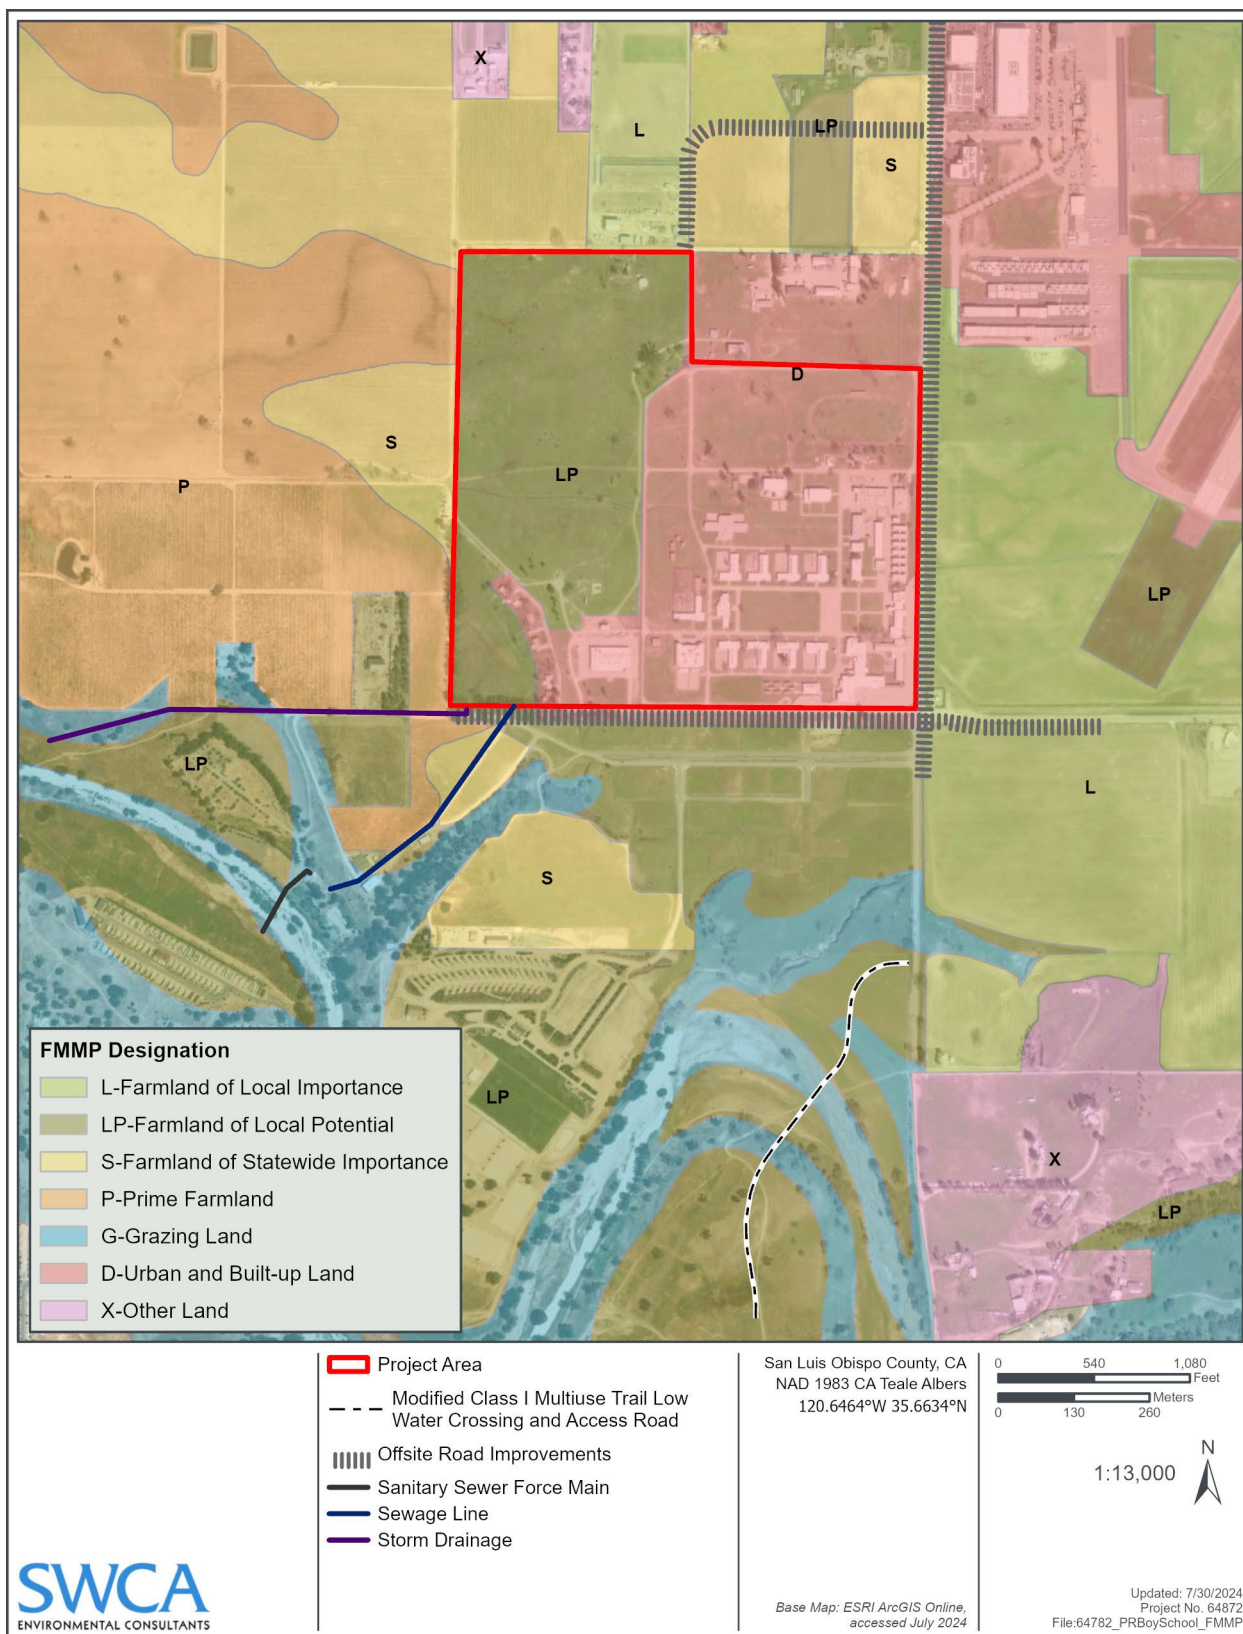 X
L
LP
S
D
S
P
LP
LP
LP
L
S
LP
X
LP
FMMP Designation
L-Farmland of Local Importance
LP-Farmland of Local Potential
S-Farmland of Statewide Importance
P-Prime Farmland
G-Grazing Land
D-Urban and Built-up Land
X-Other Land
Project Area
Modified Class I Multiuse Trail Low
Water Crossing and Access Road
Offsite Road Improvements
Sanitary Sewer Force Main
Sewage Line
Storm Drainage
San Luis Obispo County, CA
NAD 1983 CA Teale Albers
120.6464°W 35.6634°N
Base Map: ESRI ArcGIS Online,
accessed July 2024
0 540 1,080
Feet
Meters
0 130 260
N
1:13,000
Updated: 7/30/2024
Project No. 64872
File:64782_PRBoySchool_FMMP
SWCA
ENVIRONMENTAL CONSULTANTS